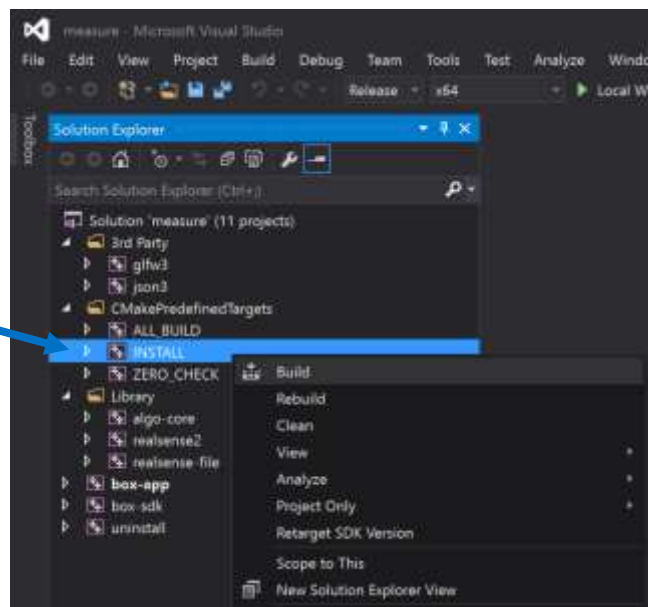 measure - Microsoft Visual Studio
File Edit View Project Build Debug Team Tools Test Analyze Windo
Release x64 Local W
Toolbox
Solution Explorer
Search Solution Explorer (Ctrl+;)
Solution 'measure' (11 projects)
3rd Party
glfw3
json3
CMakePredefinedTargets
ALL_BUILD
INSTALL
ZERO_CHECK
Build
Rebuild
Library
Clean
algo-core
View
realsense2
Analyze
realsense-file
box-app
Project Only
box-sdk
Retarget SDK Version
uninstall
Scope to This
New Solution Explorer View